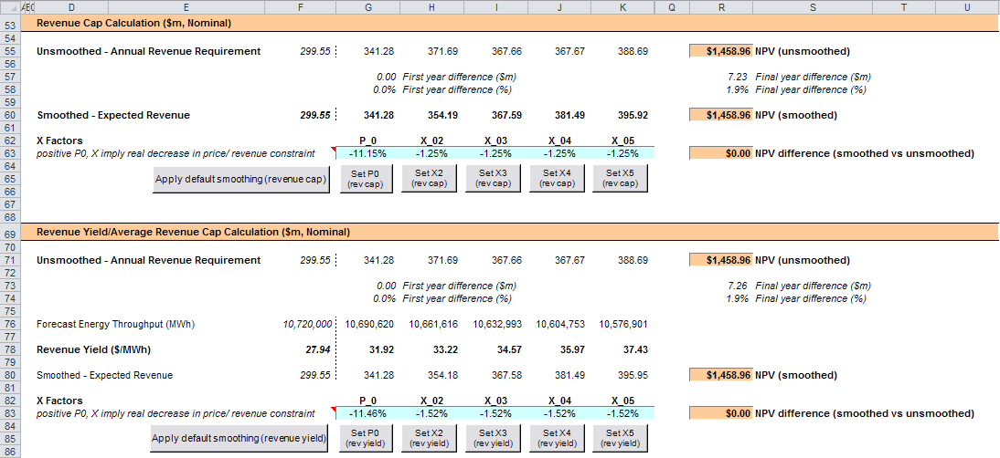 A B C D E F G H I J K Q R S T U
53 Revenue Cap Calculation ($m, Nominal)
54
55 Unsmoothed - Annual Revenue Requirement 299.55 341.28 371.69 367.66 367.67 388.69 $1,458.96 NPV (unsmoothed)
56
57 0.00 First year difference ($m) 7.23 Final year difference ($m)
58 0.0% First year difference (%) 1.9% Final year difference (%)
59
60 Smoothed - Expected Revenue 299.55 341.28 354.19 367.59 381.49 395.92 $1,458.96 NPV (smoothed)
61
62 X Factors P_0 X_02 X_03 X_04 X_05
63 positive P0, X imply real decrease in price/ revenue constraint -11.15% -1.25% -1.25% -1.25% -1.25% $0.00 NPV difference (smoothed vs unsmoothed)
64
65 Apply default smoothing (revenue cap) Set P0 (rev cap) Set X2 (rev cap) Set X3 (rev cap) Set X4 (rev cap) Set X5 (rev cap)
66
67
68
69 Revenue Yield/Average Revenue Cap Calculation ($m, Nominal)
70
71 Unsmoothed - Annual Revenue Requirement 299.55 341.28 371.69 367.66 367.67 388.69 $1,458.96 NPV (unsmoothed)
72
73 0.00 First year difference ($m) 7.26 Final year difference ($m)
74 0.0% First year difference (%) 1.9% Final year difference (%)
75
76 Forecast Energy Throughput (MWh) 10,720,000 10,690,620 10,661,616 10,632,993 10,604,753 10,576,901
77
78 Revenue Yield ($/MWh) 27.94 31.92 33.22 34.57 35.97 37.43
79
80 Smoothed - Expected Revenue 299.55 341.28 354.18 367.58 381.49 395.95 $1,458.96 NPV (smoothed)
81
82 X Factors P_0 X_02 X_03 X_04 X_05
83 positive P0, X imply real decrease in price/ revenue constraint -11.46% -1.52% -1.52% -1.52% -1.52% $0.00 NPV difference (smoothed vs unsmoothed)
84
85 Apply default smoothing (revenue yield) Set P0 (rev yield) Set X2 (rev yield) Set X3 (rev yield) Set X4 (rev yield) Set X5 (rev yield)
86